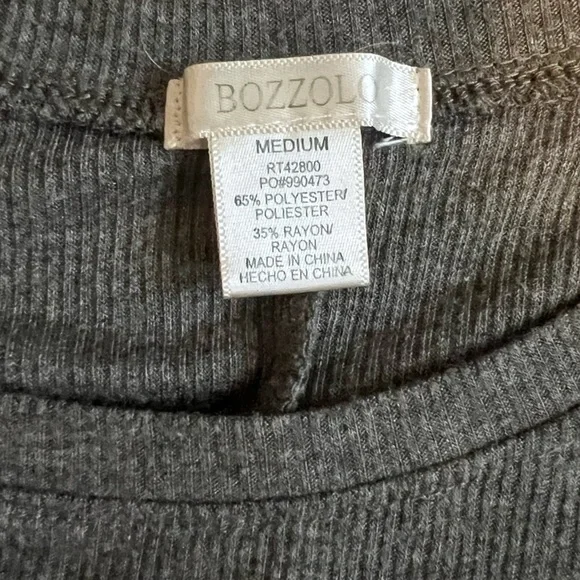 BOZZOLO
MEDIUM
RT42800
PO#990473
65% POLYESTER/
POLIESTER
35% RAYON/
RAYON
MADE IN CHINA
HECHO EN CHINA